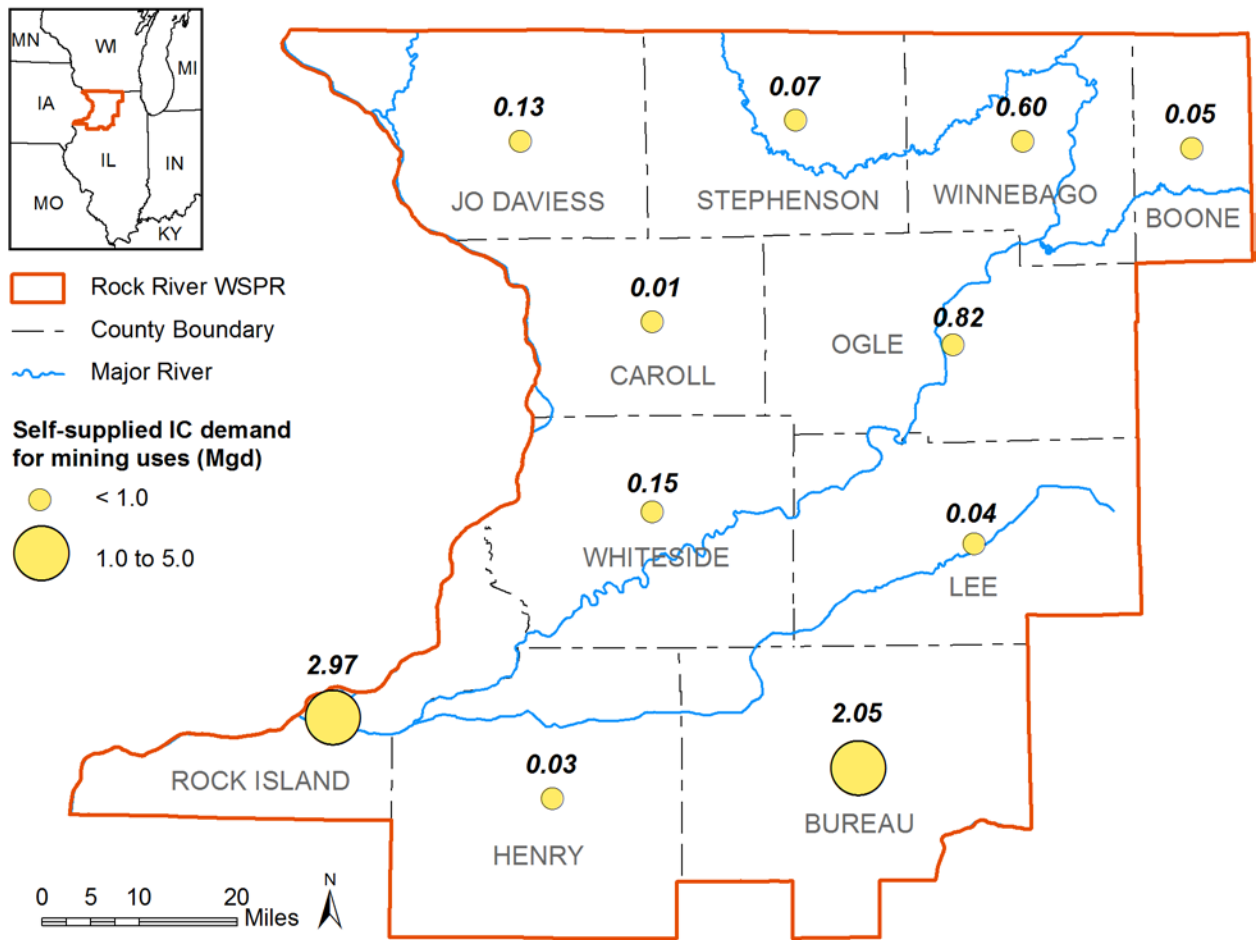 MN
WI
MI
IA
IL
IN
MO
KY
Rock River WSPR
County Boundary
Major River
Self-supplied IC demand
for mining uses (Mgd)
< 1.0
1.0 to 5.0
0.13
JO DAVIESS
0.07
STEPHENSON
0.60
WINNEBAGO
0.05
BOONE
0.01
CAROLL
OGLE
0.82
0.15
WHITESIDE
0.04
LEE
2.97
ROCK ISLAND
0.03
HENRY
2.05
BUREAU
0 5 10 20
Miles
N